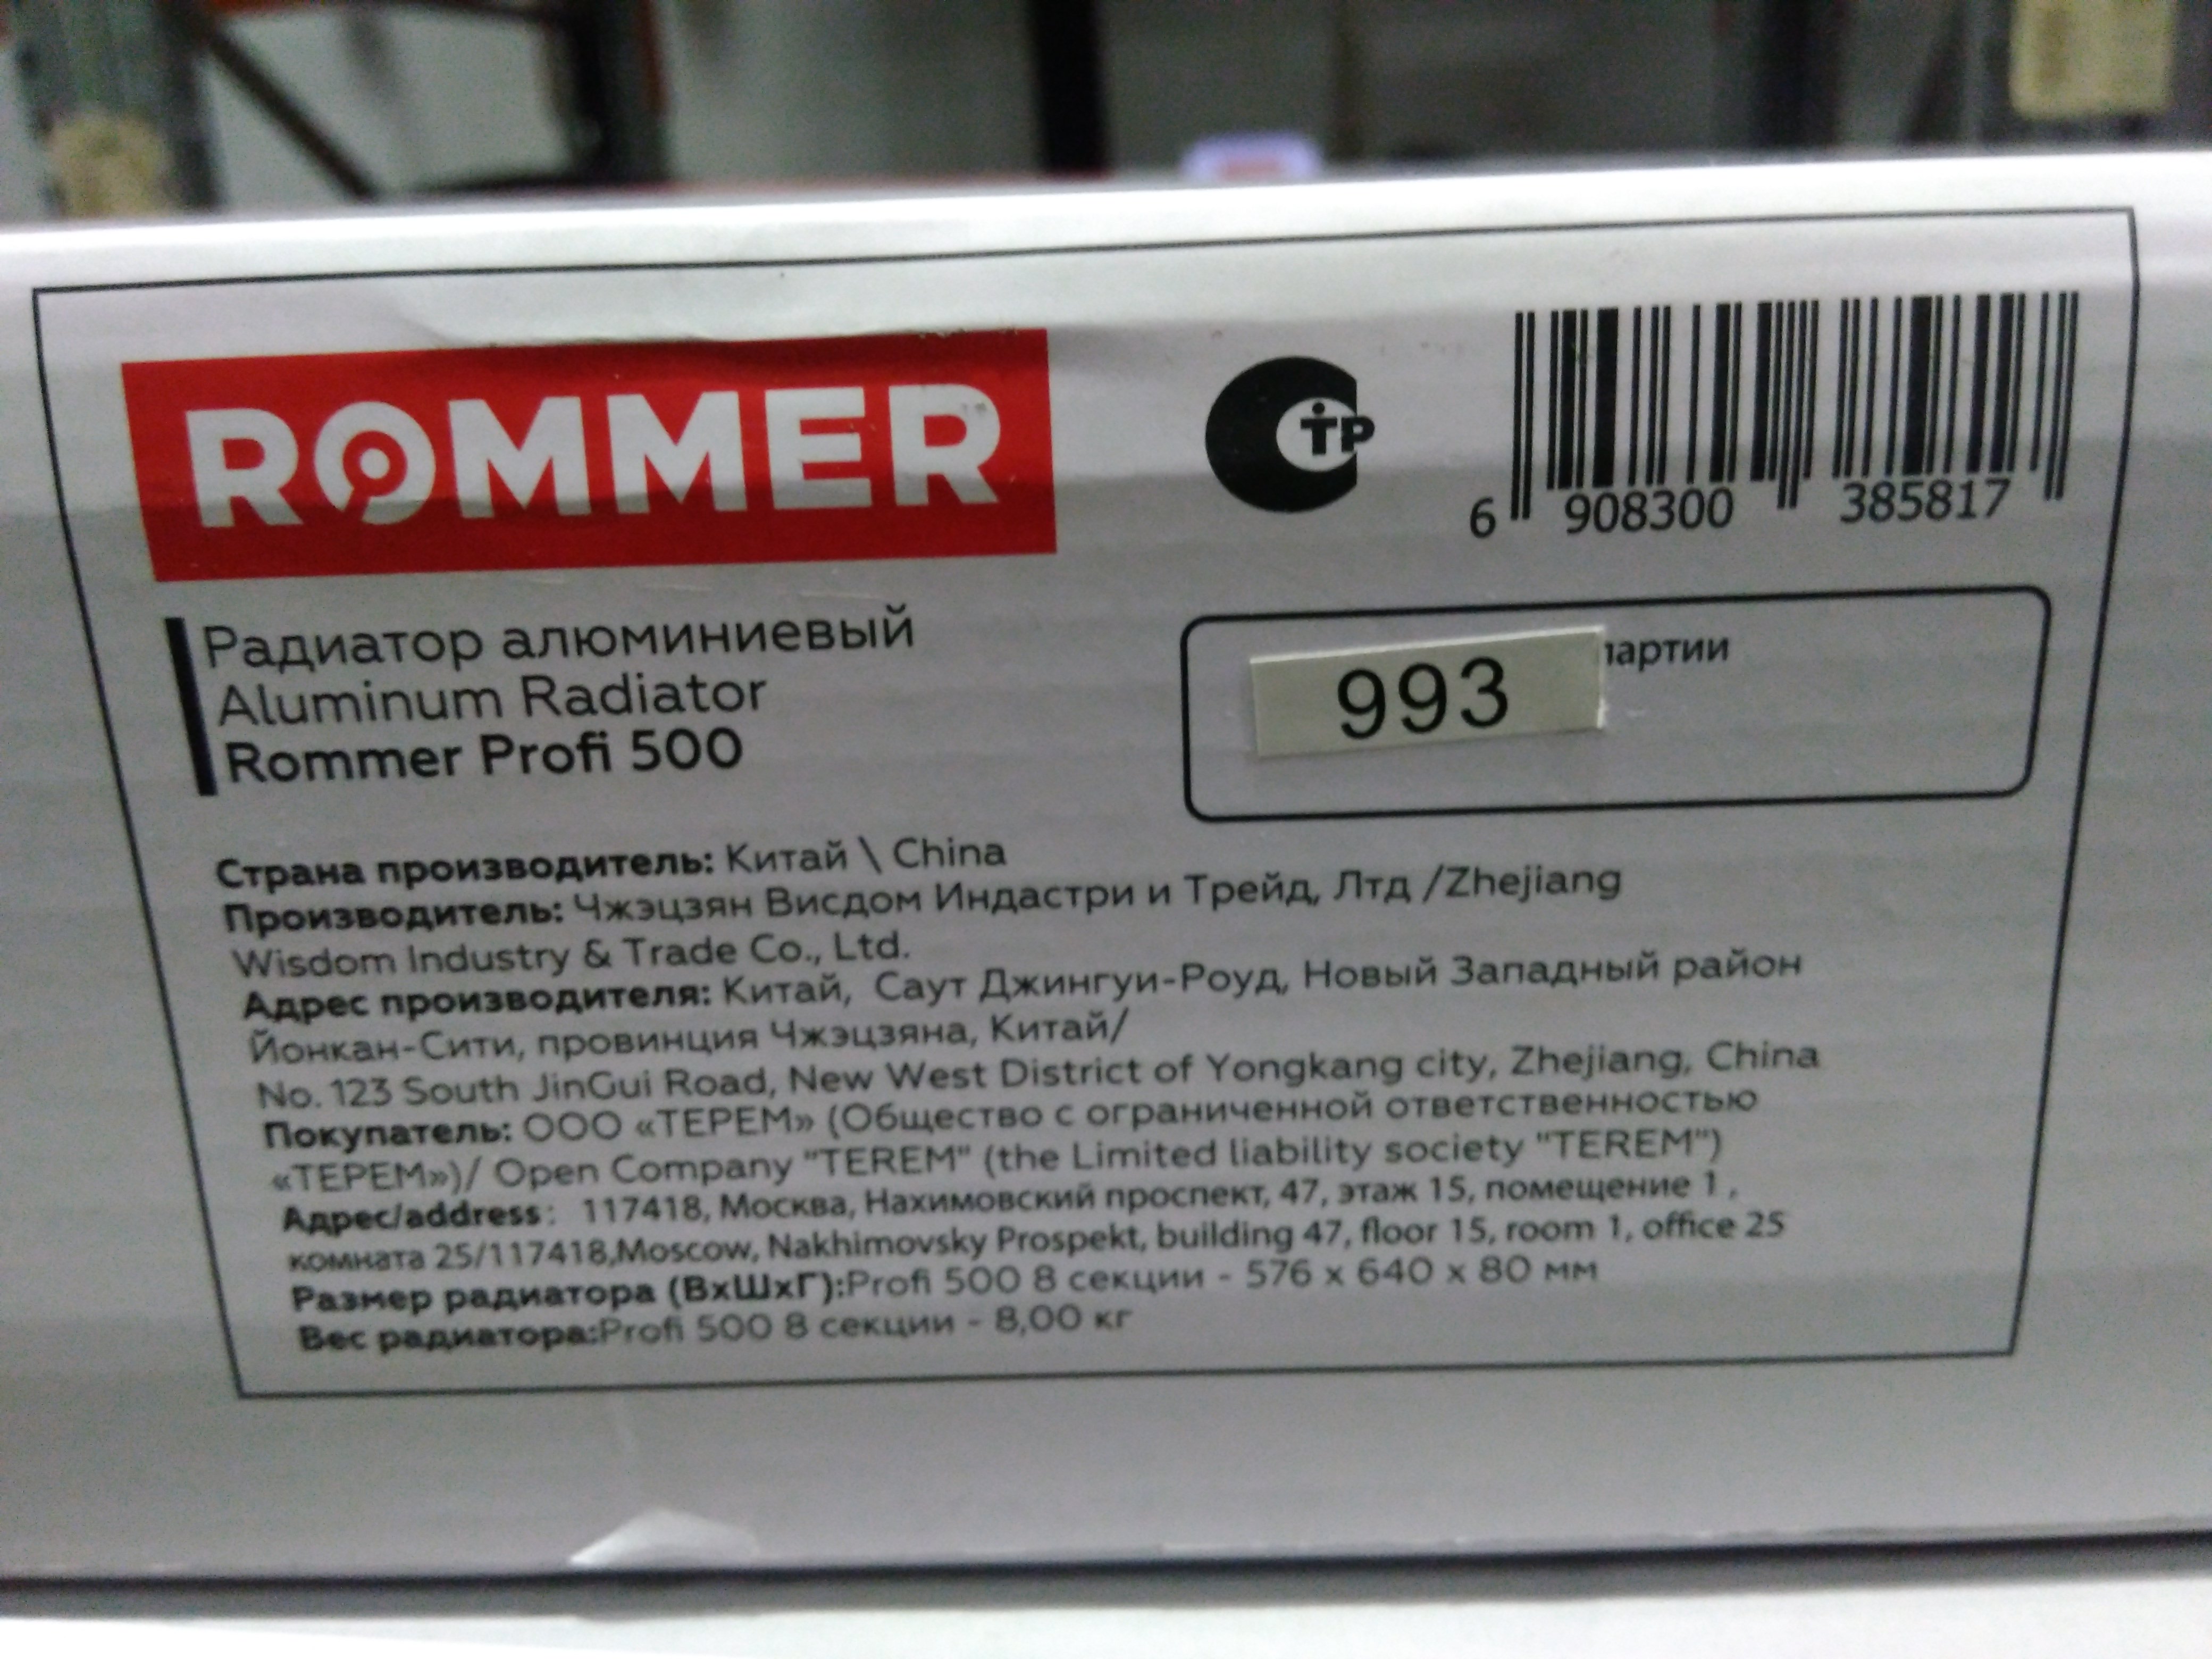 ROMMER
ТР
6 908300 385817
Радиатор алюминиевый
Aluminum Radiator
Rommer Profi 500
993
Страна производитель: Китай \ China
Производитель: Чжэцзян Висдом Индастри и Трейд, Лтд /Zhejiang
Wisdom Industry & Trade Co., Ltd.
Адрес производителя: Китай, Саут Джингуи-Роуд, Новый Западный район
Йонкан-Сити, провинция Чжэцзяна, Китай/
No. 123 South JinGui Road, New West District of Yongkang city, Zhejiang, China
Покупатель: ООО «ТЕРЕМ» (Общество с ограниченной ответственностью
«ТЕРЕМ»)/ Open Company "TEREM" (the Limited liability society "TEREM")
Адрес/address: 117418, Москва, Нахимовский проспект, 47, этаж 15, помещение 1 ,
комната 25/117418,Moscow, Nakhimovsky Prospekt, building 47, floor 15, room 1, office 25
Размер радиатора (ВхШхГ):Profi 500 8 секции - 576 x 640 x 80 мм
Вес радиатора:Profi 500 8 секции - 8,00 кг